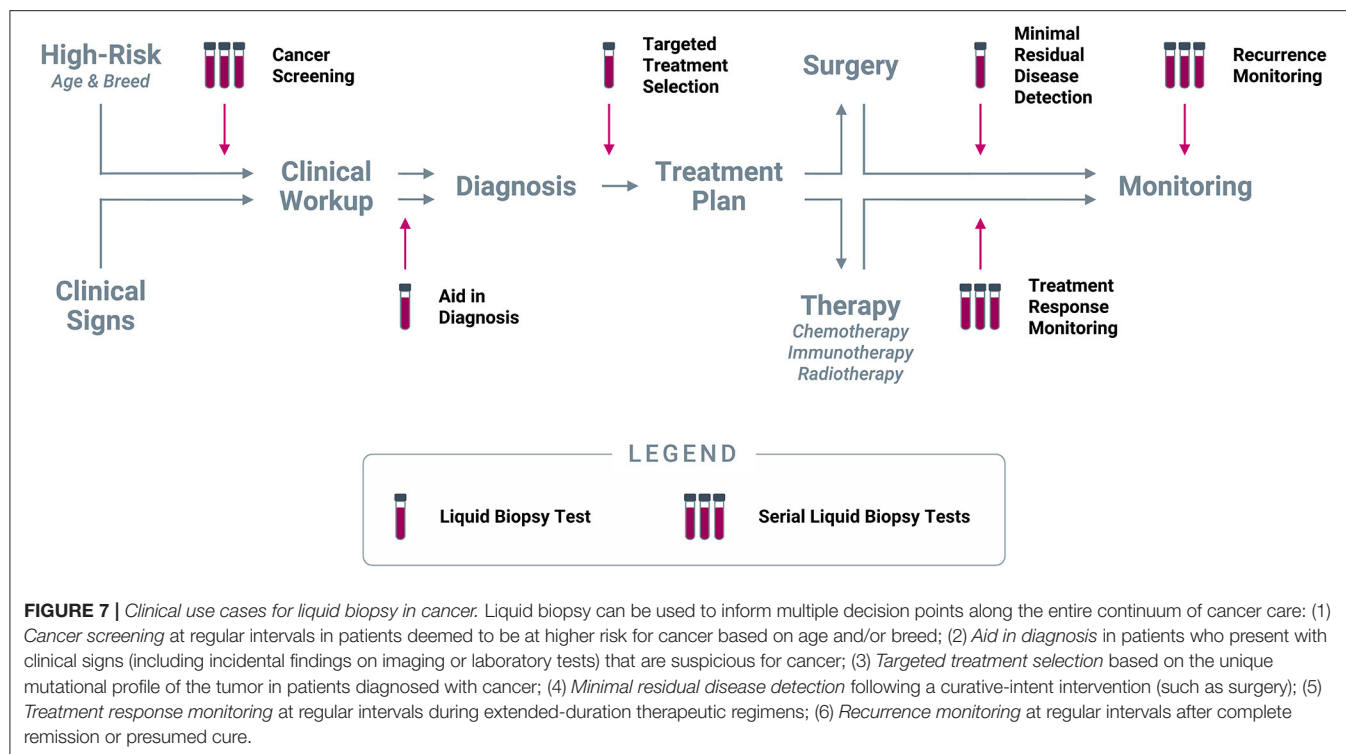 High-Risk
Age & Breed
Cancer
Screening
Targeted
Treatment
Selection
Surgery
Minimal
Residual
Disease
Detection
Recurrence
Monitoring
Clinical
Workup
Diagnosis
Treatment
Plan
Monitoring
Clinical
Signs
Aid in
Diagnosis
Therapy
Chemotherapy
Immunotherapy
Radiotherapy
Treatment
Response
Monitoring
LEGEND
Liquid Biopsy Test
Serial Liquid Biopsy Tests
FIGURE 7 | Clinical use cases for liquid biopsy in cancer. Liquid biopsy can be used to inform multiple decision points along the entire continuum of cancer care: (1)
Cancer screening at regular intervals in patients deemed to be at higher risk for cancer based on age and/or breed; (2) Aid in diagnosis in patients who present with
clinical signs (including incidental findings on imaging or laboratory tests) that are suspicious for cancer; (3) Targeted treatment selection based on the unique
mutational profile of the tumor in patients diagnosed with cancer; (4) Minimal residual disease detection following a curative-intent intervention (such as surgery); (5)
Treatment response monitoring at regular intervals during extended-duration therapeutic regimens; (6) Recurrence monitoring at regular intervals after complete
remission or presumed cure.